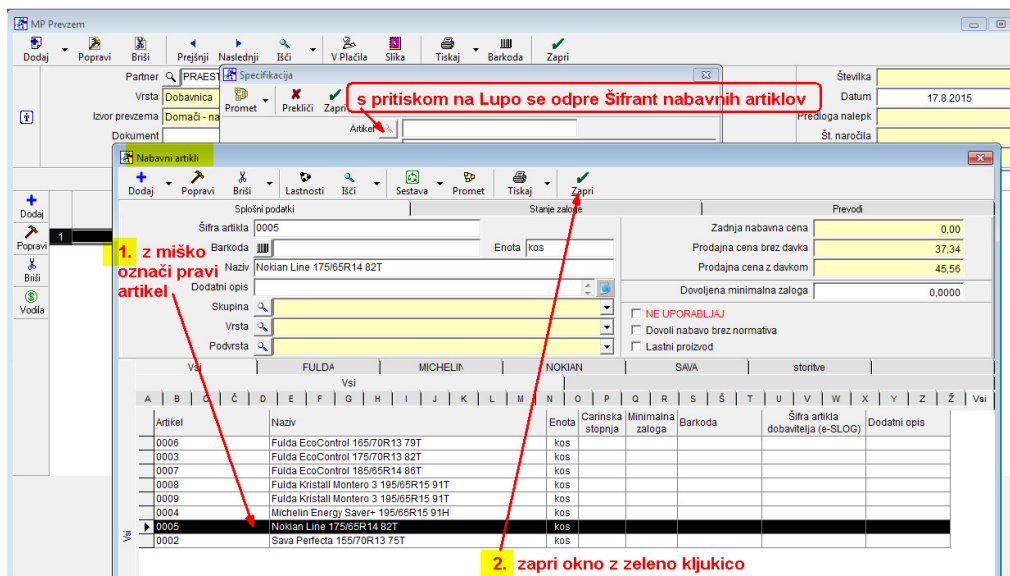 MP Prevzem
Dodaj Popravi Briši Prejšnji Naslednji Išči V Plačila Slika Tiskaj Barkoda Zapri
Partner PRAEST
Vrsta Dobavnica
Izvor prevzema Domači - na
Dokument
Specifikacija
Promet Prekliči Zapri
s pritiskom na Lupo se odpre Šifrant nabavnih artiklov
Artikel
Številka
Datum 17.8.2015
Predloga nalepk
Št. naročila
Dodaj
Popravi
Briši
Vodila
1
Nabavni artikli
Dodaj Popravi Briši Lastnosti Išči Sestava Promet Tiskaj Zapri
Splošni podatki Stanje zaloge Prevodi
Šifra artikla 0005
Barkoda Enota kos
Naziv Nokian Line 175/65R14 82T
Dodatni opis
Skupina
Vrsta
Podvrsta
Zadnja nabavna cena 0,00
Prodajna cena brez davka 37,34
Prodajna cena z davkom 45,56
Dovoljena minimalna zaloga 0,0000
NE UPORABLJAJ
Dovoli nabavo brez normativa
Lastni proizvod
1. z miško
označi pravi
artikel
Vsi FULDA MICHELIN NOKIAN SAVA storitve
Vsi
A B C Č D E F G H I J K L M N O P Q R S Š T U V W X Y Z Ž Vsi
Artikel Naziv Enota Carinska stopnja Minimalna zaloga Barkoda Šifra artikla dobavitelja (e-SLOG) Dodatni opis
0006 Fulda EcoControl 165/70R13 79T kos
0003 Fulda EcoControl 175/70R13 82T kos
0007 Fulda EcoControl 185/65R14 86T kos
0008 Fulda Kristall Montero 3 195/65R15 91T kos
0009 Fulda Kristall Montero 3 195/65R15 91T kos
0004 Michelin Energy Saver+ 195/65R15 91H kos
0005 Nokian Line 175/65R14 82T kos
0002 Sava Perfecta 155/70R13 75T kos
Vsi
2. zapri okno z zeleno kljukico